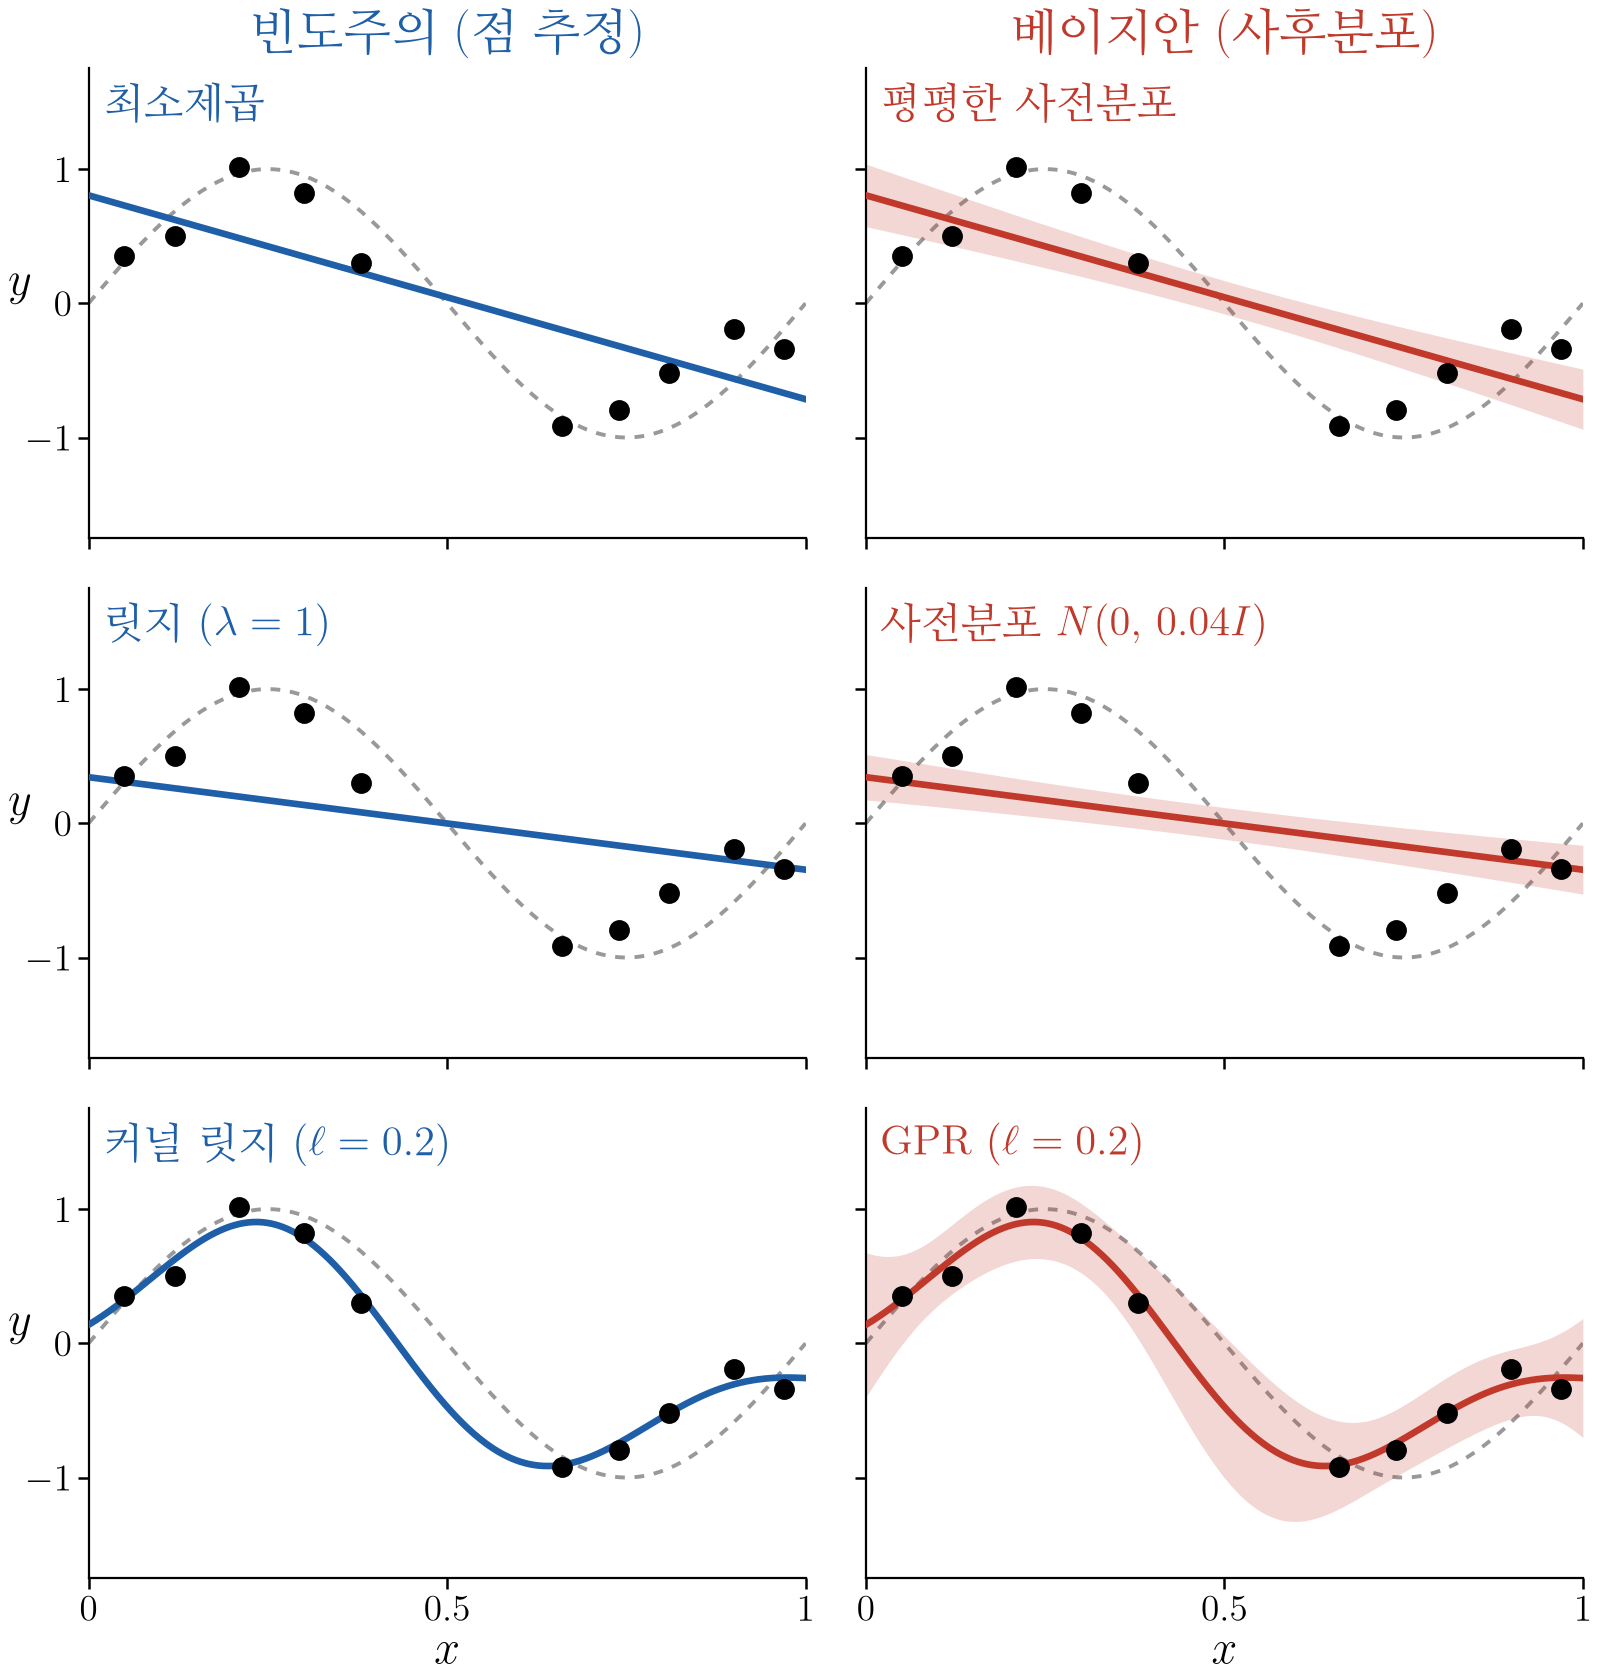 빈도주의 (점 추정)
베이지안 (사후분포)
최소제곱
평평한 사전분포
1
y
0
−1
릿지 (λ = 1)
사전분포 N(0, 0.04I)
1
y
0
−1
커널 릿지 (ℓ = 0.2)
GPR (ℓ = 0.2)
1
y
0
−1
0 0.5 1
0 0.5 1
x
x